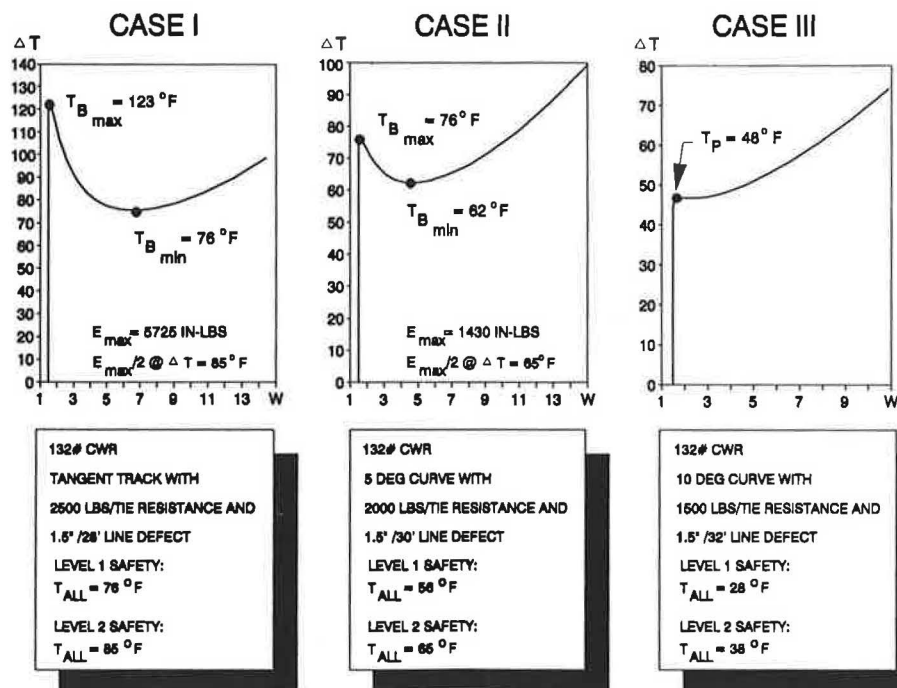 CASE I
△ T
140
130
120
110
100
90
80
70
60
50
40
30
20
10
0
1 3 5 7 9 11 13 W
T B max = 123 °F
T B min = 76 °F
E max = 5725 IN-LBS
E max /2 @ △ T = 85°F
132# CWR
TANGENT TRACK WITH
2500 LBS/TIE RESISTANCE AND
1.5" /28' LINE DEFECT
LEVEL 1 SAFETY:
T ALL = 76 °F
LEVEL 2 SAFETY:
T ALL = 85 °F
CASE II
△ T
100
90
80
70
60
50
40
30
20
10
0
1 3 5 7 9 11 13 W
T B max = 76°F
T B min = 62 °F
E max = 1430 IN-LBS
E max /2 @ △ T = 65°F
132# CWR
5 DEG CURVE WITH
2000 LBS/TIE RESISTANCE AND
1.5" /30' LINE DEFECT
LEVEL 1 SAFETY:
T ALL = 56 °F
LEVEL 2 SAFETY:
T ALL = 65 °F
CASE III
△ T
80
70
60
50
40
30
20
10
0
1 3 5 7 9 W
T P = 48° F
132# CWR
10 DEG CURVE WITH
1500 LBS/TIE RESISTANCE AND
1.5" /32' LINE DEFECT
LEVEL 1 SAFETY:
T ALL = 28 °F
LEVEL 2 SAFETY:
T ALL = 38 °F